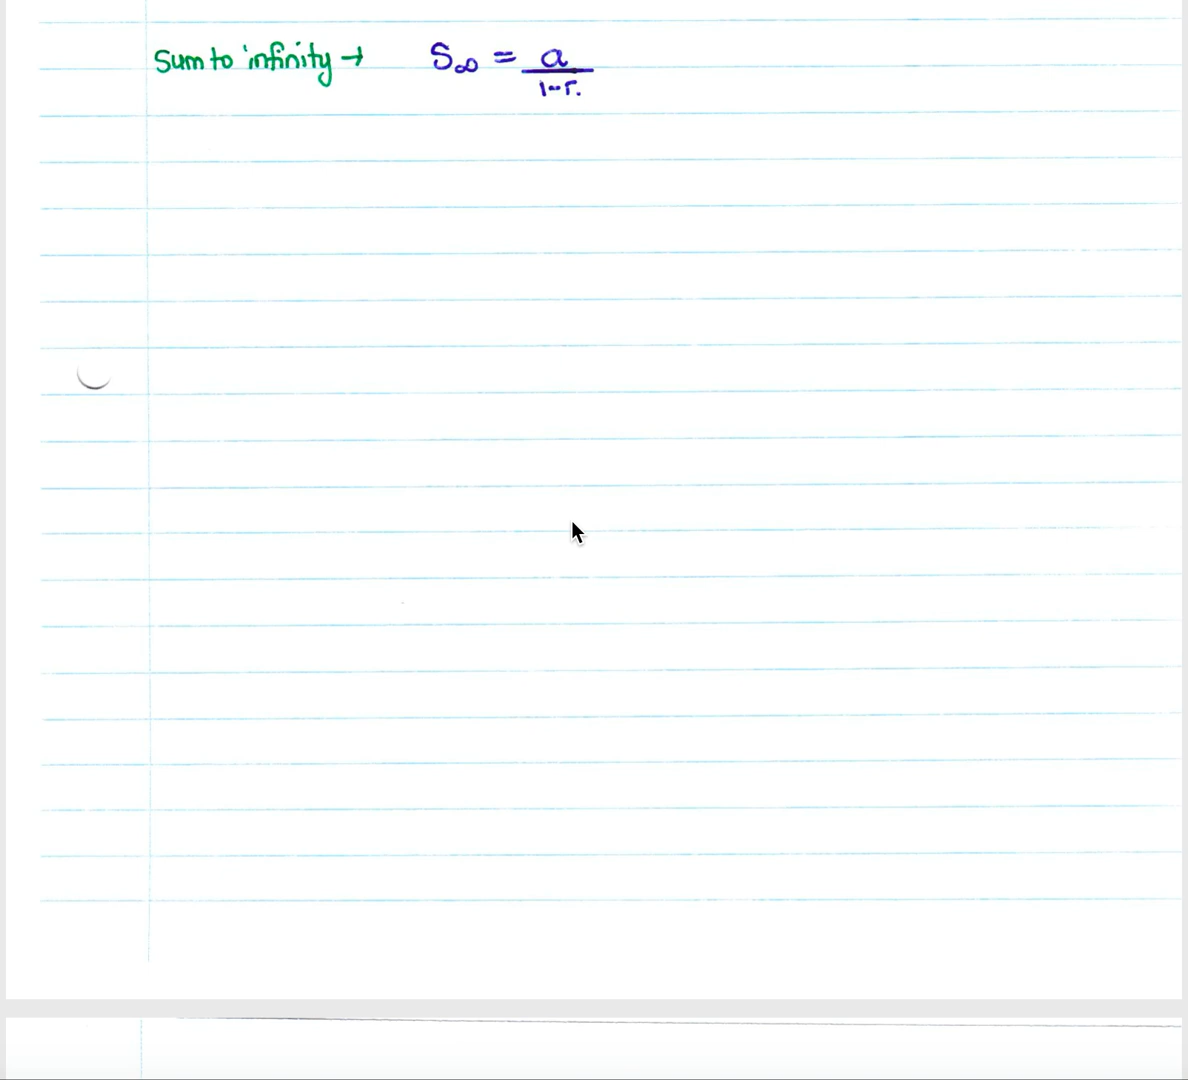 Sum to infinity → S∞ = a/1-r.